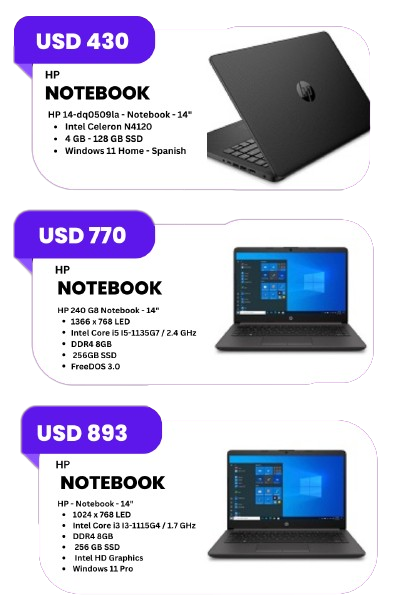 USD 430
HP
NOTEBOOK
HP 14-dq0509la - Notebook - 14"
• Intel Celeron N4120
• 4 GB - 128 GB SSD
• Windows 11 Home - Spanish
USD 770
HP
NOTEBOOK
HP 240 G8 Notebook - 14"
• 1366 x 768 LED
• Intel Core i5 i5-1135G7 / 2.4 GHz
• DDR4 8GB
• 256GB SSD
• FreeDOS 3.0
USD 893
HP
NOTEBOOK
HP - Notebook - 14"
• 1024 x 768 LED
• Intel Core i3 I3-1115G4 / 1.7 GHz
• DDR4 8GB
• 256 GB SSD
• Intel HD Graphics
• Windows 11 Pro